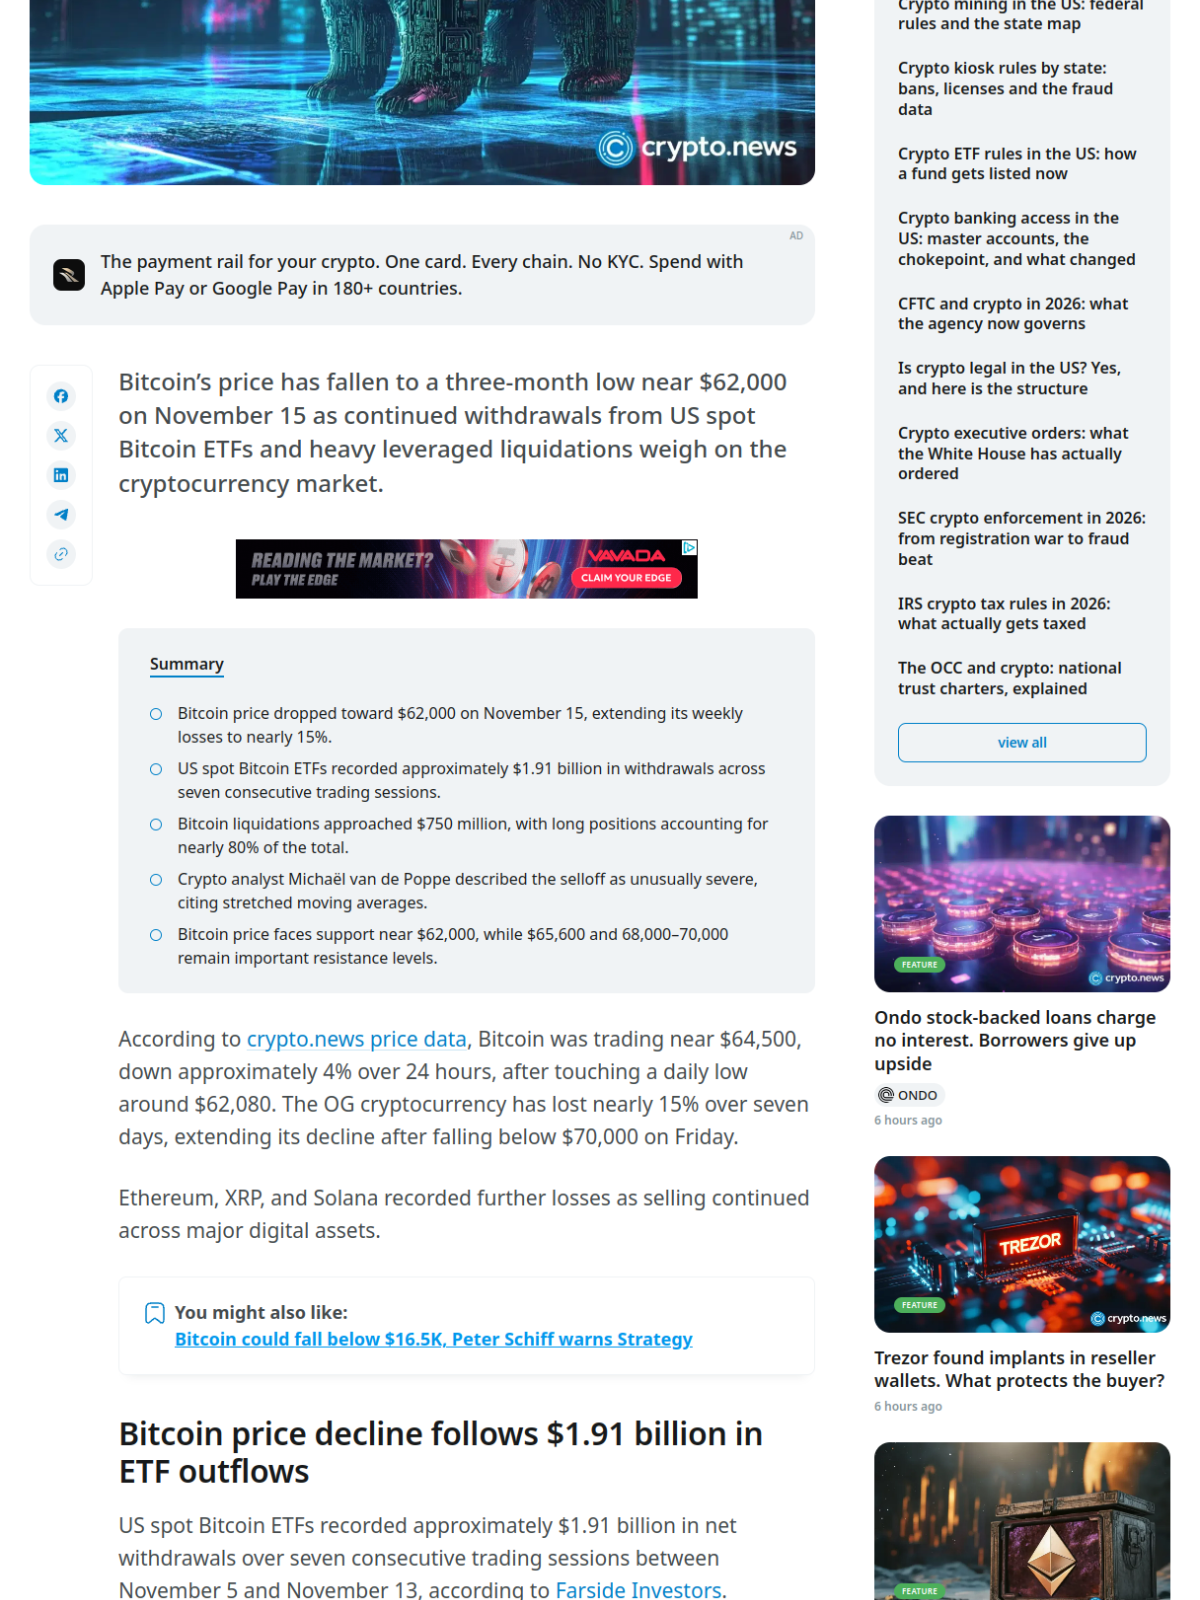 crypto.news
AD
The payment rail for your crypto. One card. Every chain. No KYC. Spend with
Apple Pay or Google Pay in 180+ countries.
Bitcoin's price has fallen to a three-month low near $62,000
on November 15 as continued withdrawals from US spot
Bitcoin ETFs and heavy leveraged liquidations weigh on the
cryptocurrency market.
READING THE MARKET?
PLAY THE EDGE
VAVADA
CLAIM YOUR EDGE
Summary
Bitcoin price dropped toward $62,000 on November 15, extending its weekly
losses to nearly 15%.
US spot Bitcoin ETFs recorded approximately $1.91 billion in withdrawals across
seven consecutive trading sessions.
Bitcoin liquidations approached $750 million, with long positions accounting for
nearly 80% of the total.
Crypto analyst Michaël van de Poppe described the selloff as unusually severe,
citing stretched moving averages.
Bitcoin price faces support near $62,000, while $65,600 and 68,000–70,000
remain important resistance levels.
According to crypto.news price data, Bitcoin was trading near $64,500,
down approximately 4% over 24 hours, after touching a daily low
around $62,080. The OG cryptocurrency has lost nearly 15% over seven
days, extending its decline after falling below $70,000 on Friday.
Ethereum, XRP, and Solana recorded further losses as selling continued
across major digital assets.
You might also like:
Bitcoin could fall below $16.5K, Peter Schiff warns Strategy
Bitcoin price decline follows $1.91 billion in
ETF outflows
US spot Bitcoin ETFs recorded approximately $1.91 billion in net
withdrawals over seven consecutive trading sessions between
November 5 and November 13, according to Farside Investors.
Crypto mining in the US: federal
rules and the state map
Crypto kiosk rules by state:
bans, licenses and the fraud
data
Crypto ETF rules in the US: how
a fund gets listed now
Crypto banking access in the
US: master accounts, the
chokepoint, and what changed
CFTC and crypto in 2026: what
the agency now governs
Is crypto legal in the US? Yes,
and here is the structure
Crypto executive orders: what
the White House has actually
ordered
SEC crypto enforcement in 2026:
from registration war to fraud
beat
IRS crypto tax rules in 2026:
what actually gets taxed
The OCC and crypto: national
trust charters, explained
view all
FEATURE
crypto.news
Ondo stock-backed loans charge
no interest. Borrowers give up
upside
ONDO
6 hours ago
TREZOR
FEATURE
crypto.news
Trezor found implants in reseller
wallets. What protects the buyer?
6 hours ago
FEATURE